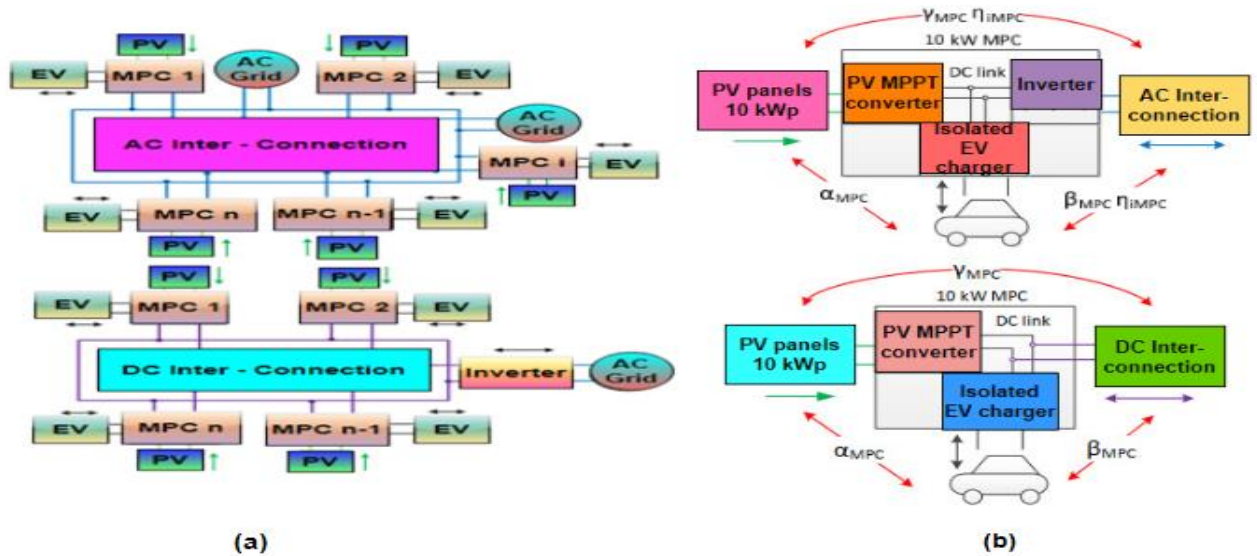 PV
PV
EV
MPC 1
AC
Grid
MPC 2
EV
AC
Grid
AC Inter - Connection
MPC i
EV
PV
EV
MPC n
MPC n-1
EV
PV
PV
PV
PV
EV
MPC 1
MPC 2
EV
DC Inter - Connection
Inverter
AC
Grid
EV
MPC n
MPC n-1
EV
PV
PV
(a)
γMPC ηiMPC
10 kW MPC
PV panels
10 kWp
PV MPPT
converter
DC link
Inverter
AC Inter-
connection
Isolated
EV
charger
αMPC
βMPC ηiMPC
γMPC
10 kW MPC
PV panels
10 kWp
PV MPPT
converter
DC link
DC Inter-
connection
Isolated
EV charger
αMPC
βMPC
(b)